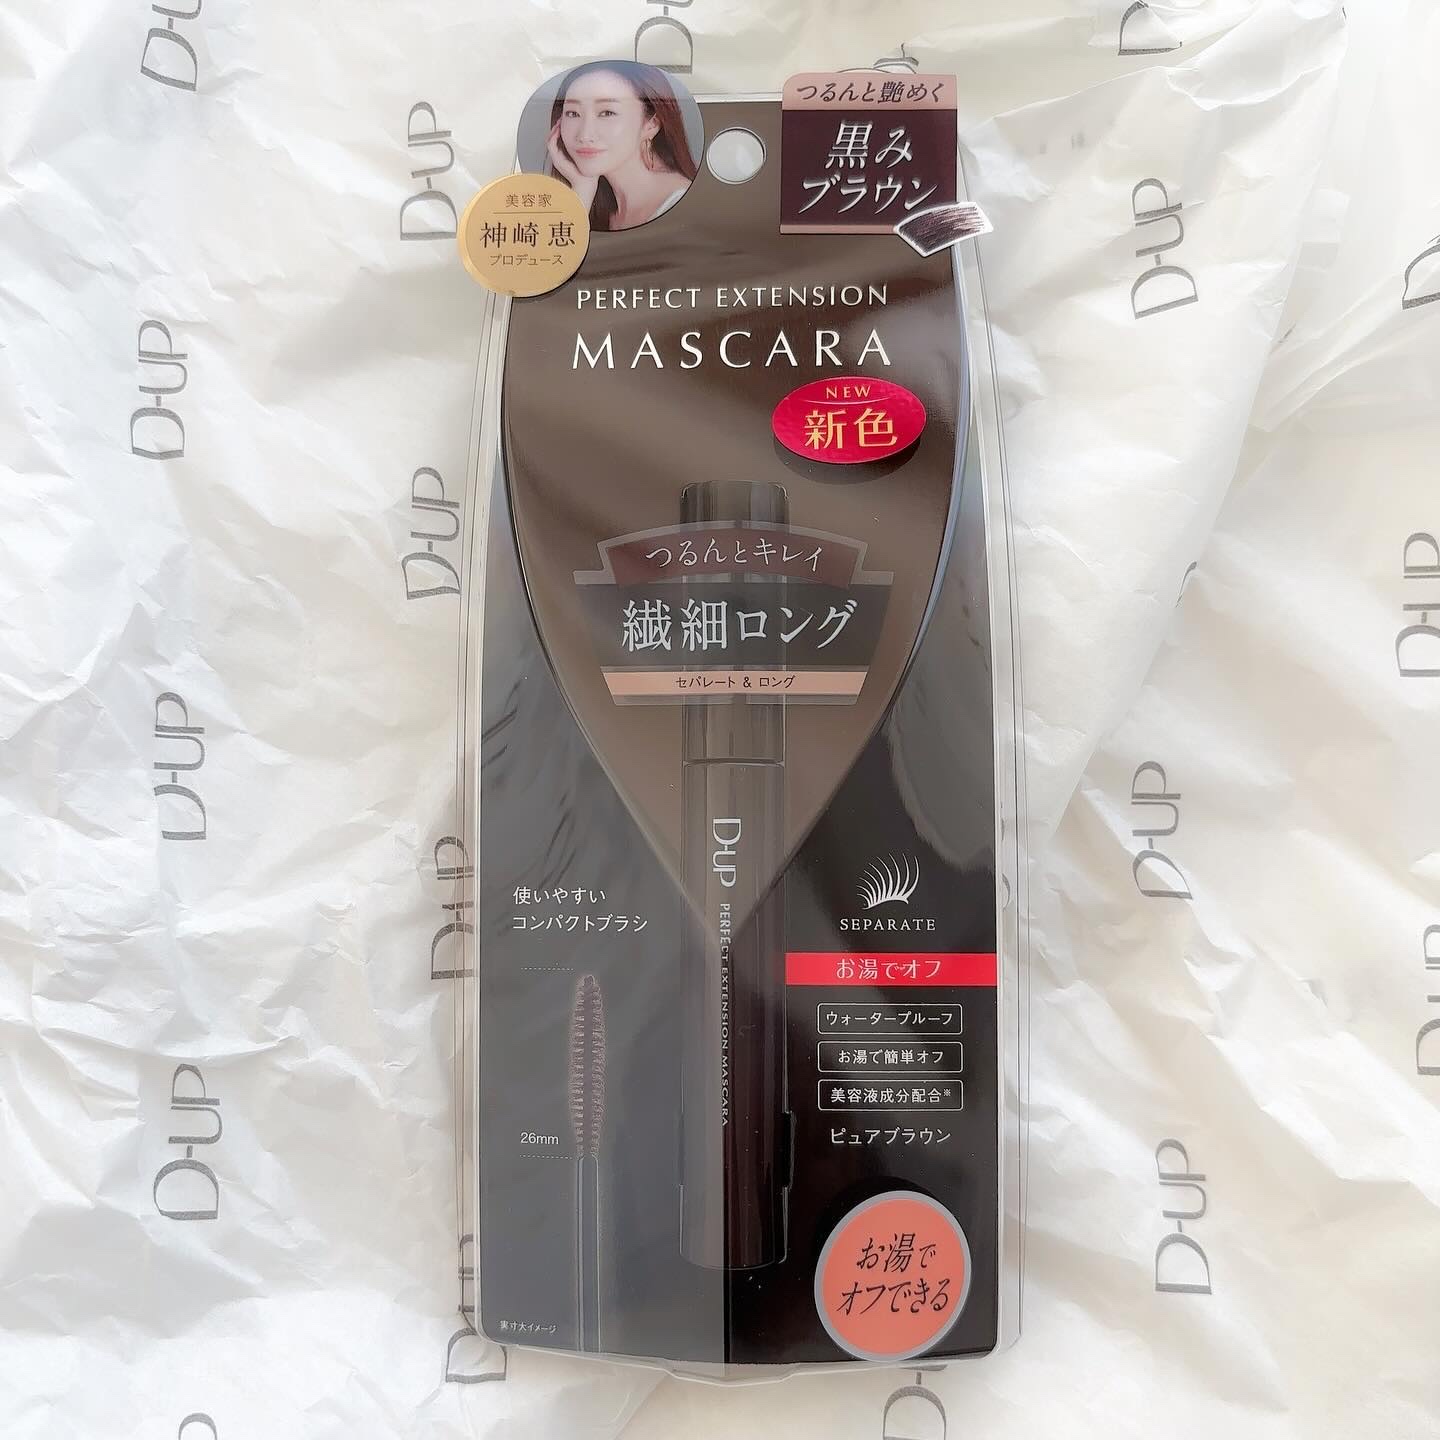 美容家
神崎 恵
プロデュース
つるんと艶めく
黒み
ブラウン
PERFECT EXTENSION
MASCARA
NEW
新色
つるんとキレイ
繊細ロング
セパレート & ロング
D-UP PERFECT EXTENSION MASCARA
使いやすい
コンパクトブラシ
26mm
実寸大イメージ
SEPARATE
お湯でオフ
ウォータープルーフ
お湯で簡単オフ
美容液成分配合※
ピュアブラウン
お湯で
オフできる
D-UP
D-UP
D-UP
D-UP
D-UP
D-UP
D-UP
D-UP
D-UP
D-UP
D-UP
D-UP
D-UP
D-UP